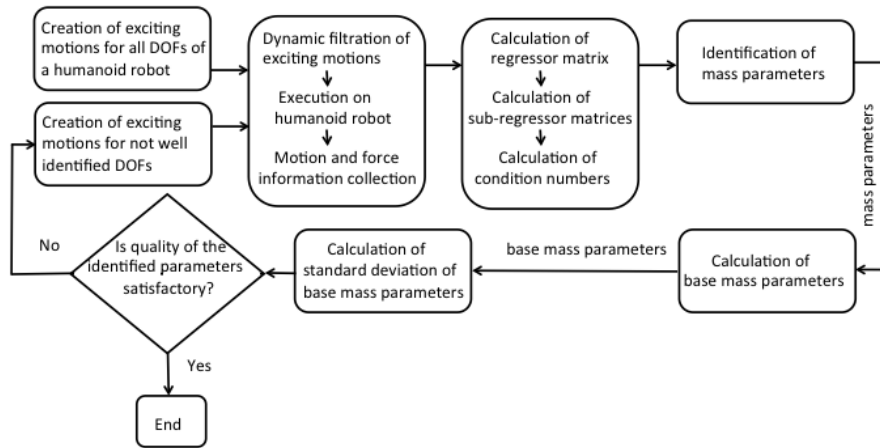 Creation of exciting
motions for all DOFs of
a humanoid robot
Creation of exciting
motions for not well
identified DOFs
Dynamic filtration of
exciting motions
Execution on
humanoid robot
Motion and force
information collection
Calculation of
regressor matrix
Calculation of
sub-regressor matrices
Calculation of
condition numbers
Identification of
mass parameters
mass parameters
Calculation of
base mass parameters
base mass parameters
Calculation of
standard deviation of
base mass parameters
Is quality of the
identified parameters
satisfactory?
No
Yes
End